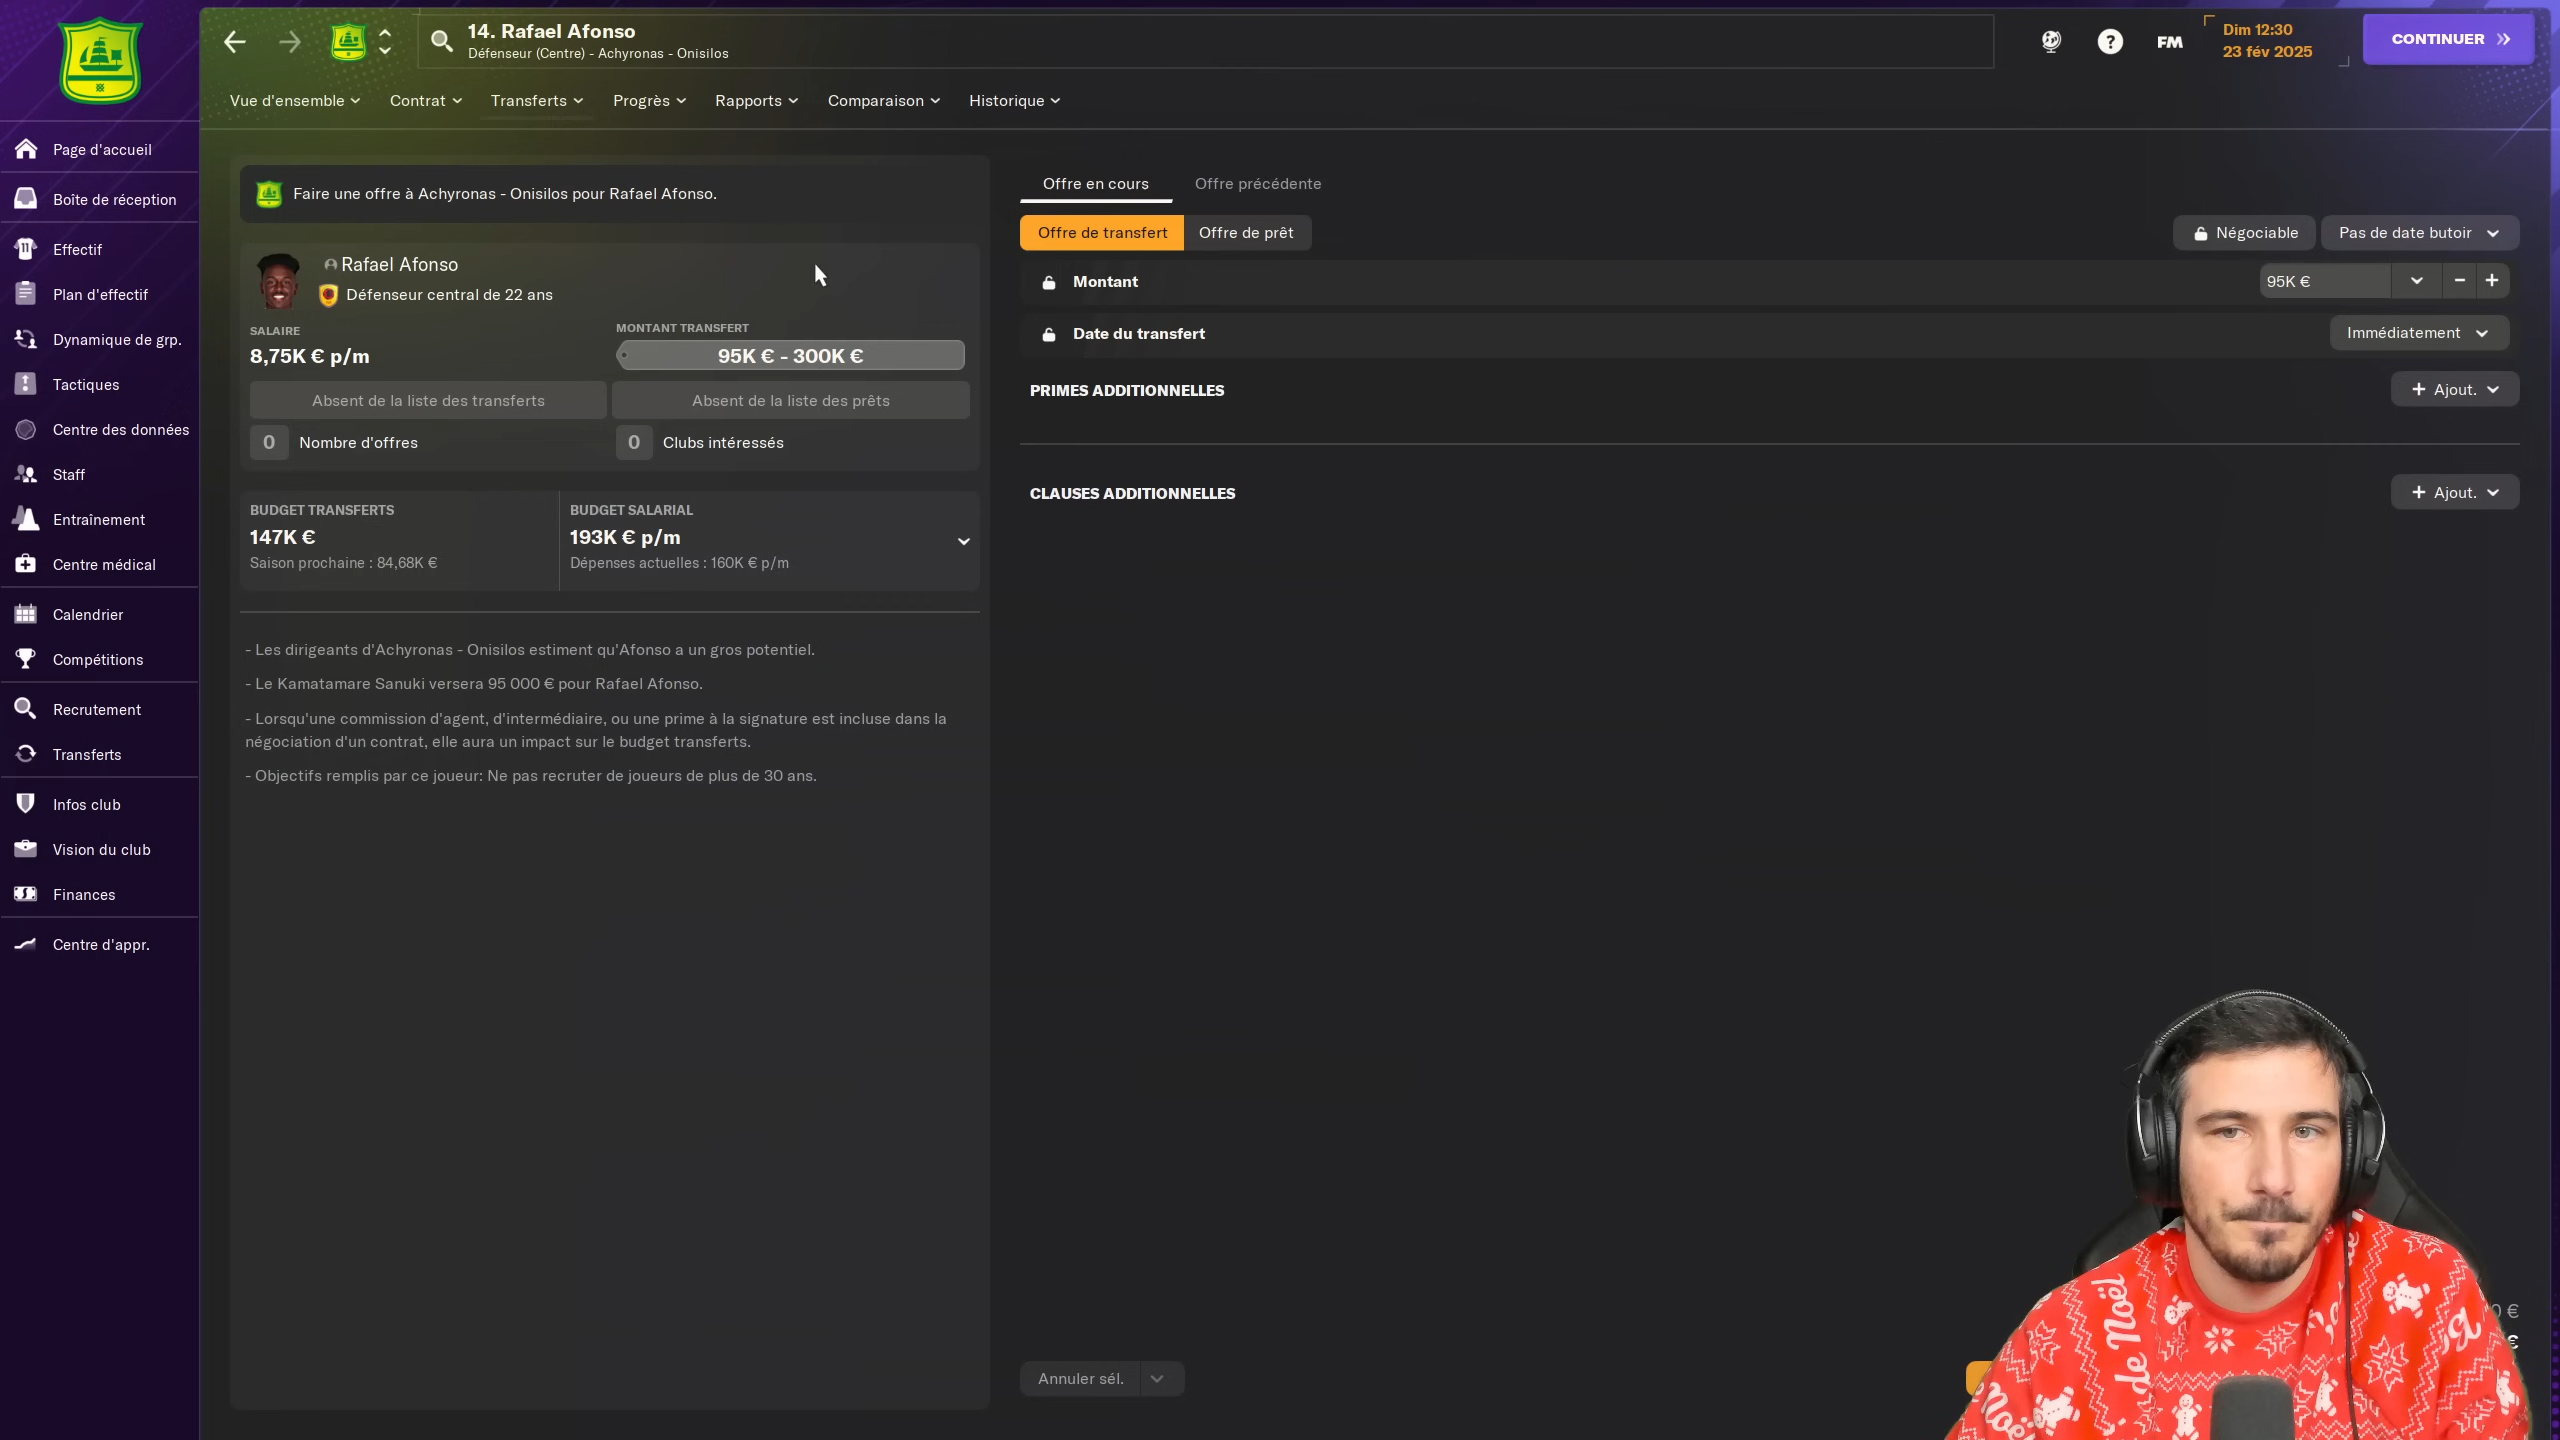 14. Rafael Afonso
Défenseur (Centre) - Achyronas - Onisilos
FM
Dim 12:30
23 fév 2025
CONTINUER
Vue d'ensemble
Contrat
Transferts
Progrès
Rapports
Comparaison
Historique
Page d'accueil
Boîte de réception
Effectif
Plan d'effectif
Dynamique de grp.
Tactiques
Centre des données
Staff
Entraînement
Centre médical
Calendrier
Compétitions
Recrutement
Transferts
Infos club
Vision du club
Finances
Centre d'appr.
Faire une offre à Achyronas - Onisilos pour Rafael Afonso.
Rafael Afonso
Défenseur central de 22 ans
SALAIRE
8,75K € p/m
MONTANT TRANSFERT
95K € - 300K €
Absent de la liste des transferts
Absent de la liste des prêts
0 Nombre d'offres
0 Clubs intéressés
BUDGET TRANSFERTS
147K €
Saison prochaine : 84,68K €
BUDGET SALARIAL
193K € p/m
Dépenses actuelles : 160K € p/m
- Les dirigeants d'Achyronas - Onisilos estiment qu'Afonso a un gros potentiel.
- Le Kamatamare Sanuki versera 95 000 € pour Rafael Afonso.
- Lorsqu'une commission d'agent, d'intermédiaire, ou une prime à la signature est incluse dans la
négociation d'un contrat, elle aura un impact sur le budget transferts.
- Objectifs remplis par ce joueur: Ne pas recruter de joueurs de plus de 30 ans.
Offre en cours
Offre précédente
Offre de transfert
Offre de prêt
Négociable
Pas de date butoir
Montant
95K €
Date du transfert
Immédiatement
PRIMES ADDITIONNELLES
+ Ajout.
CLAUSES ADDITIONNELLES
+ Ajout.
Annuler sél.
0 €
€
de Noël